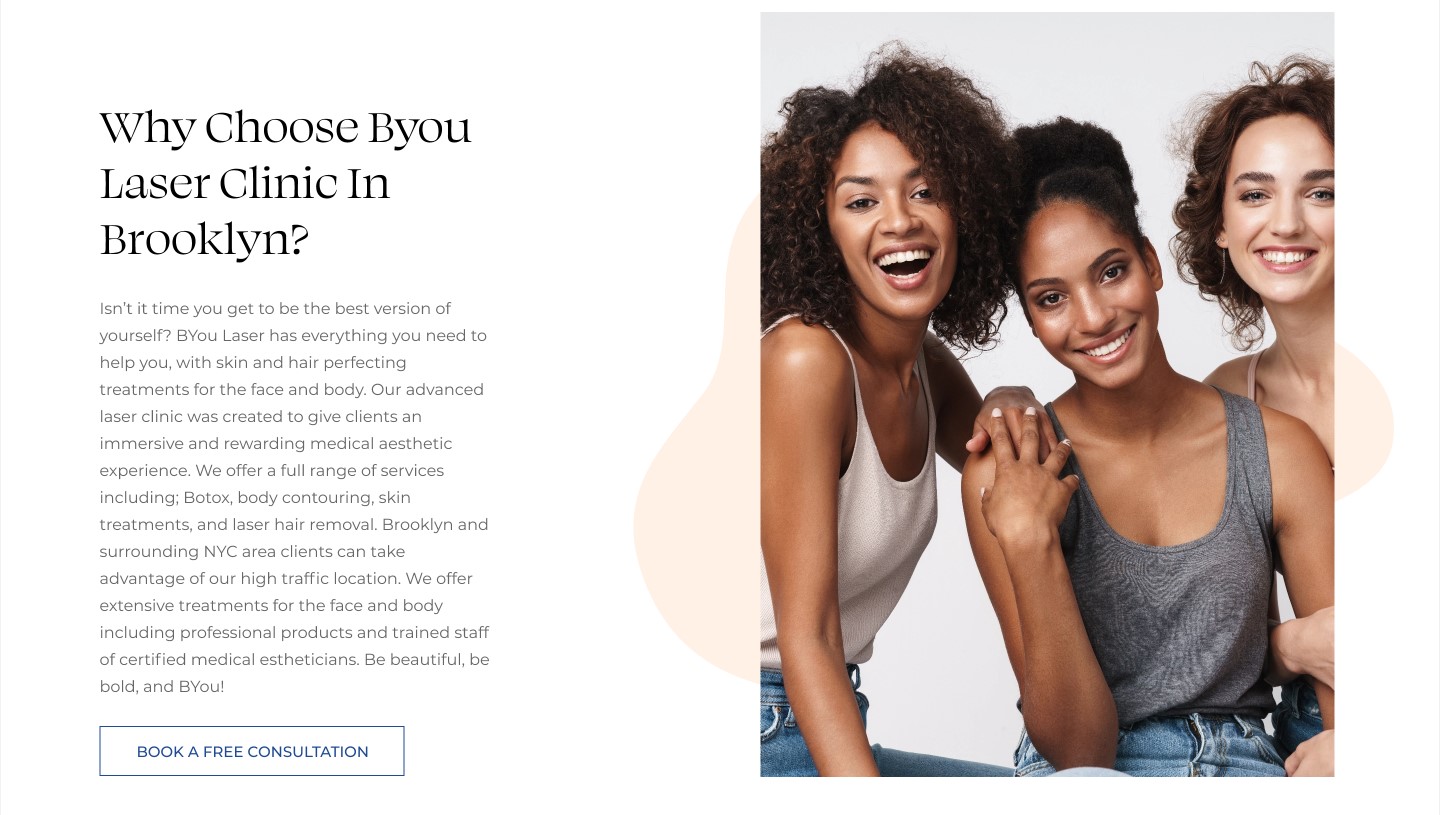 Why Choose Byou
Laser Clinic In
Brooklyn?
Isn’t it time you get to be the best version of
yourself? BYou Laser has everything you need to
help you, with skin and hair perfecting
treatments for the face and body. Our advanced
laser clinic was created to give clients an
immersive and rewarding medical aesthetic
experience. We offer a full range of services
including; Botox, body contouring, skin
treatments, and laser hair removal. Brooklyn and
surrounding NYC area clients can take
advantage of our high traffic location. We offer
extensive treatments for the face and body
including professional products and trained staff
of certified medical estheticians. Be beautiful, be
bold, and BYou!
BOOK A FREE CONSULTATION